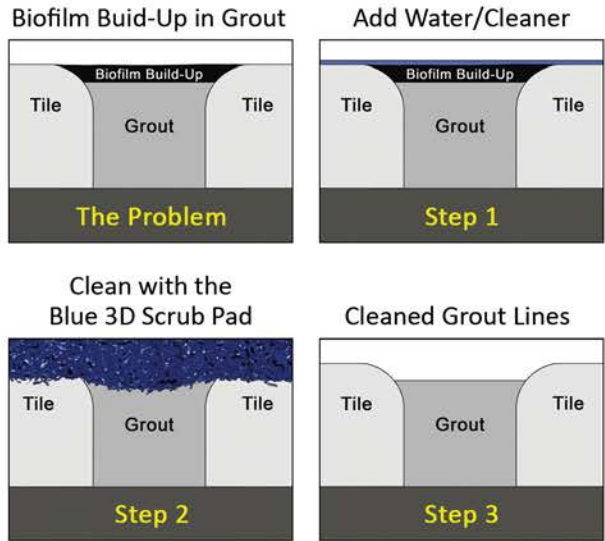 Biofilm Buid-Up in Grout
Biofilm Build-Up
Tile
Tile
Grout
The Problem
Add Water/Cleaner
Biofilm Build-Up
Tile
Tile
Grout
Step 1
Clean with the
Blue 3D Scrub Pad
Tile
Tile
Grout
Step 2
Cleaned Grout Lines
Tile
Tile
Grout
Step 3